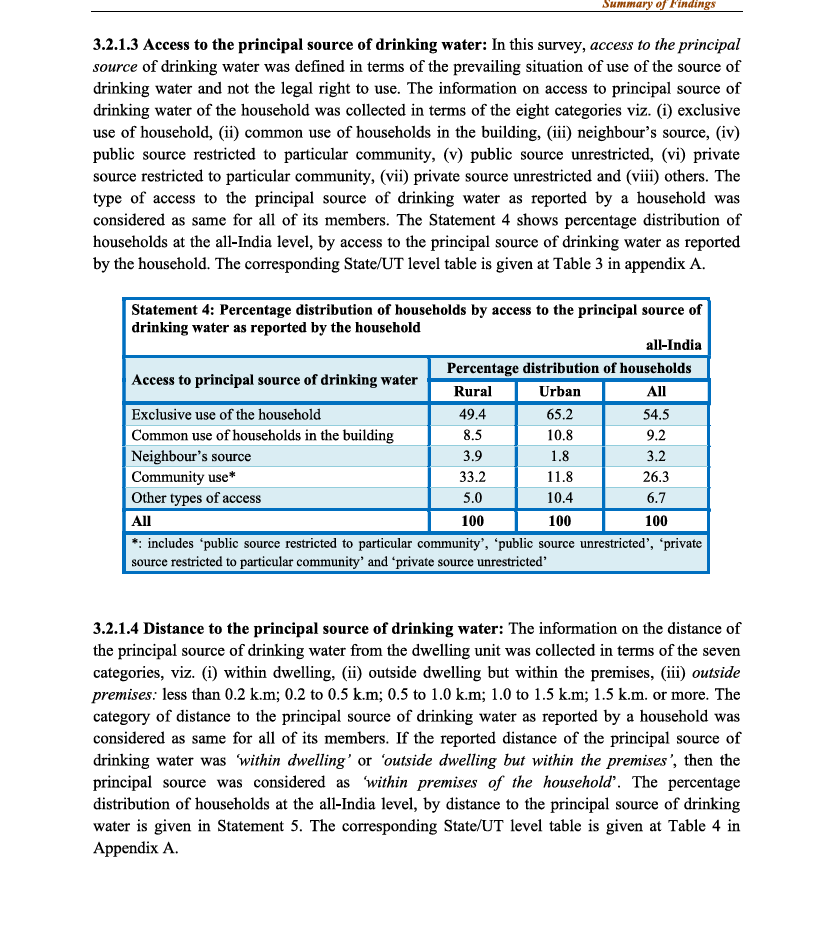 Summary of Findings
3.2.1.3 Access to the principal source of drinking water: In this survey, access to the principal
source of drinking water was defined in terms of the prevailing situation of use of the source of
drinking water and not the legal right to use. The information on access to principal source of
drinking water of the household was collected in terms of the eight categories viz. (i) exclusive
use of household, (ii) common use of households in the building, (iii) neighbour's source, (iv)
public source restricted to particular community, (v) public source unrestricted, (vi) private
source restricted to particular community, (vii) private source unrestricted and (viii) others. The
type of access to the principal source of drinking water as reported by a household was
considered as same for all of its members. The Statement 4 shows percentage distribution of
households at the all-India level, by access to the principal source of drinking water as reported
by the household. The corresponding State/UT level table is given at Table 3 in appendix A.
Statement 4: Percentage distribution of households by access to the principal source of
drinking water as reported by the household
all-India
Access to principal source of drinking water
Percentage distribution of households
Rural Urban All
Exclusive use of the household 49.4 65.2 54.5
Common use of households in the building 8.5 10.8 9.2
Neighbour's source 3.9 1.8 3.2
Community use* 33.2 11.8 26.3
Other types of access 5.0 10.4 6.7
All 100 100 100
*: includes 'public source restricted to particular community', 'public source unrestricted', 'private
source restricted to particular community' and 'private source unrestricted'
3.2.1.4 Distance to the principal source of drinking water: The information on the distance of
the principal source of drinking water from the dwelling unit was collected in terms of the seven
categories, viz. (i) within dwelling, (ii) outside dwelling but within the premises, (iii) outside
premises: less than 0.2 k.m; 0.2 to 0.5 k.m; 0.5 to 1.0 k.m; 1.0 to 1.5 k.m; 1.5 k.m. or more. The
category of distance to the principal source of drinking water as reported by a household was
considered as same for all of its members. If the reported distance of the principal source of
drinking water was 'within dwelling' or 'outside dwelling but within the premises', then the
principal source was considered as 'within premises of the household'. The percentage
distribution of households at the all-India level, by distance to the principal source of drinking
water is given in Statement 5. The corresponding State/UT level table is given at Table 4 in
Appendix A.